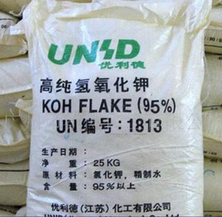 UNID
优利德
高纯氢氧化钾
KOH FLAKE (95%)
UN编号: 1813
生产日期:
净重: 25KG
原材料: 氯化钾, 精制水
含量: 95%以上
优利德(江苏)化工有限公司